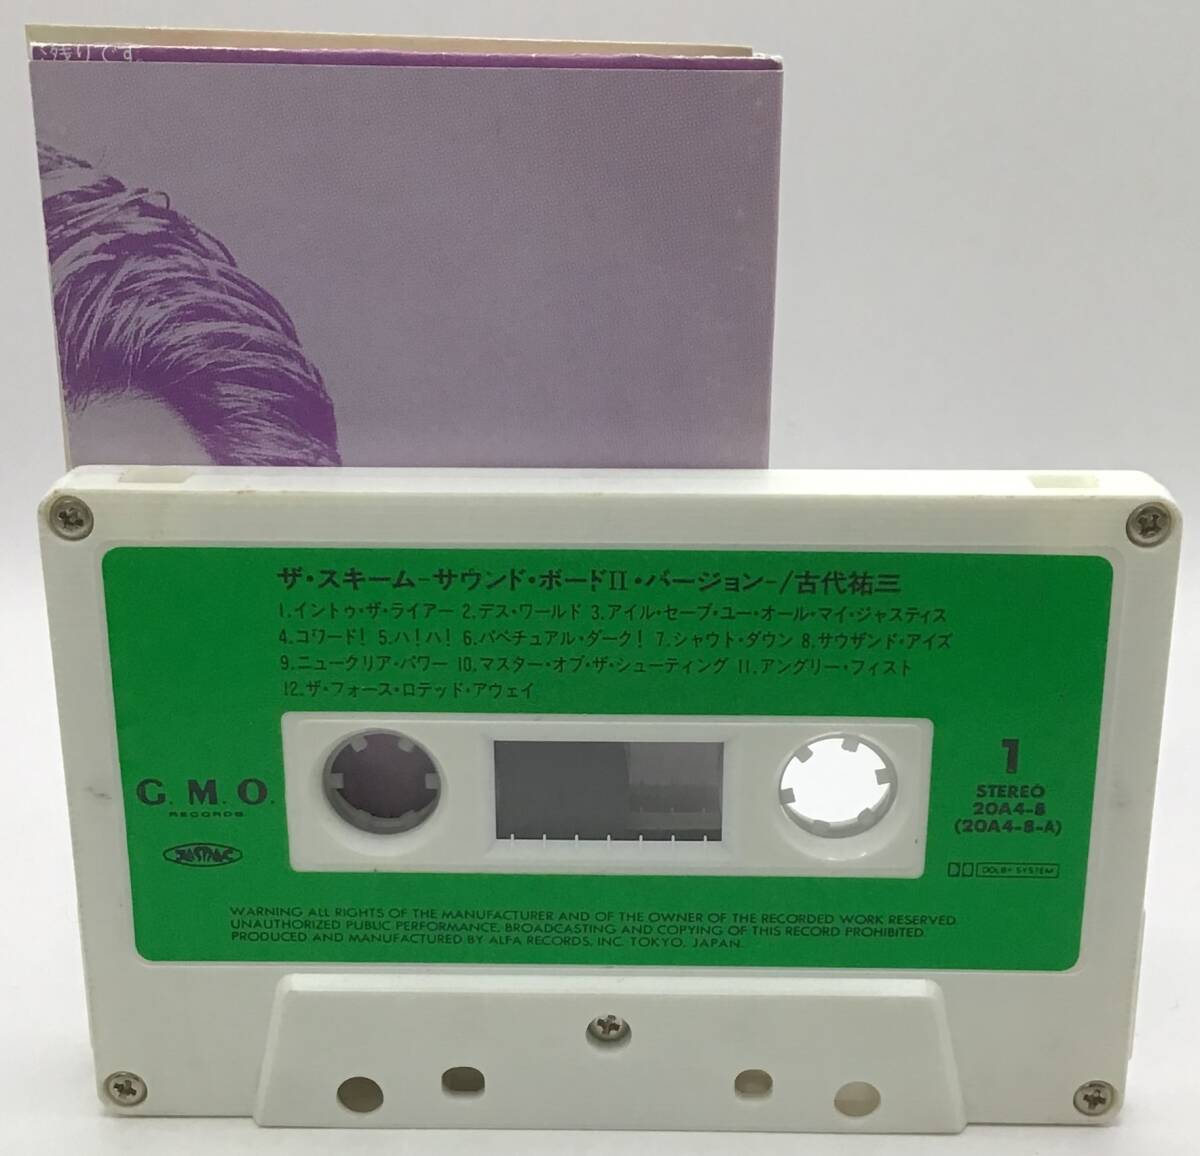 残りです。
ザ・スキーム-サウンド・ボードII・バージョン-/古代祐三
1.イントゥ・ザ・ライアー 2.デス・ワールド 3.アイル・セーブ・ユー・オール・マイ・ジャスティス
4.コワード! 5.ハ!ハ! 6.パペチュアル・ダーク! 7.シャウト・ダウン 8.サウザンド・アイズ
9.ニュークリア・パワー 10.マスター・オブ・ザ・シューティング 11.アングリー・フィスト
12.ザ・フォース・ロデッド・アウェイ
G. M. O.
RECORDS
JASRAC
1
STEREO
20A4-8
(20A4-8-A)
DOLBY SYSTEM
WARNING ALL RIGHTS OF THE MANUFACTURER AND OF THE OWNER OF THE RECORDED WORK RESERVED.
UNAUTHORIZED PUBLIC PERFORMANCE, BROADCASTING AND COPYING OF THIS RECORD PROHIBITED.
PRODUCED AND MANUFACTURED BY ALFA RECORDS, INC. TOKYO, JAPAN.